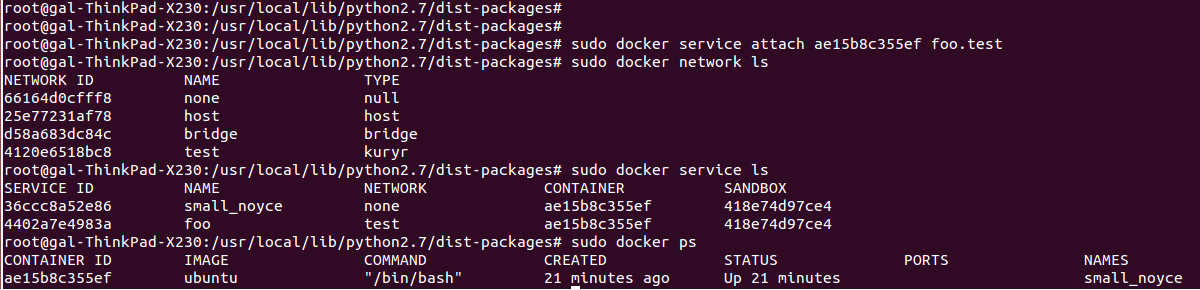 root@gal-ThinkPad-X230:/usr/local/lib/python2.7/dist-packages#
root@gal-ThinkPad-X230:/usr/local/lib/python2.7/dist-packages#
root@gal-ThinkPad-X230:/usr/local/lib/python2.7/dist-packages# sudo docker service attach ae15b8c355ef foo.test
root@gal-ThinkPad-X230:/usr/local/lib/python2.7/dist-packages# sudo docker network ls
NETWORK ID          NAME                TYPE
66164d0cfff8        none                null
25e77231af78        host                host
d58a683dc84c        bridge              bridge
4120e6518bc8        test                kuryr
root@gal-ThinkPad-X230:/usr/local/lib/python2.7/dist-packages# sudo docker service ls
SERVICE ID          NAME                NETWORK             CONTAINER           SANDBOX
36ccc8a52e86        small_noyce         none                ae15b8c355ef        418e74d97ce4
4402a7e4983a        foo                 test                ae15b8c355ef        418e74d97ce4
root@gal-ThinkPad-X230:/usr/local/lib/python2.7/dist-packages# sudo docker ps
CONTAINER ID        IMAGE               COMMAND             CREATED             STATUS              PORTS               NAMES
ae15b8c355ef        ubuntu              "/bin/bash"         21 minutes ago      Up 21 minutes                           small_noyce